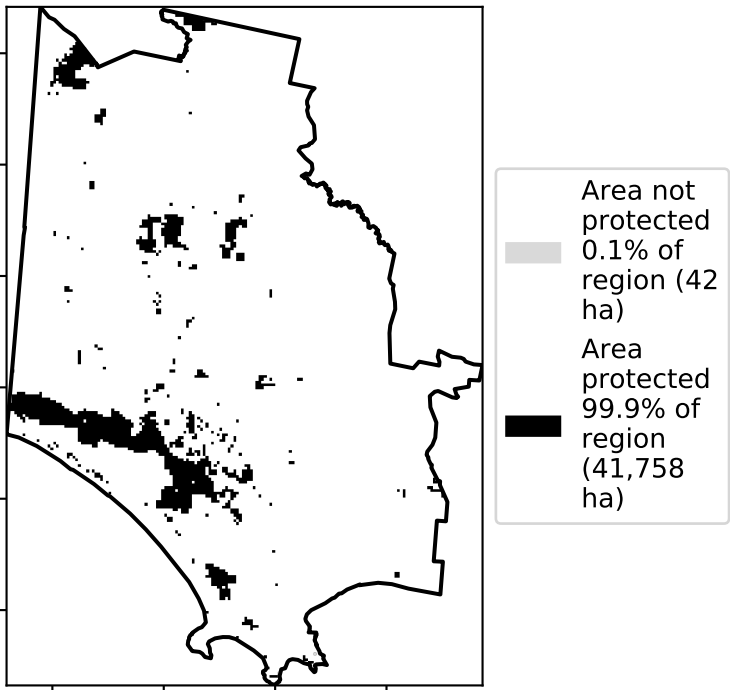 Area not
protected
0.1% of
region (42
ha)
Area
protected
99.9% of
region
(41,758
ha)